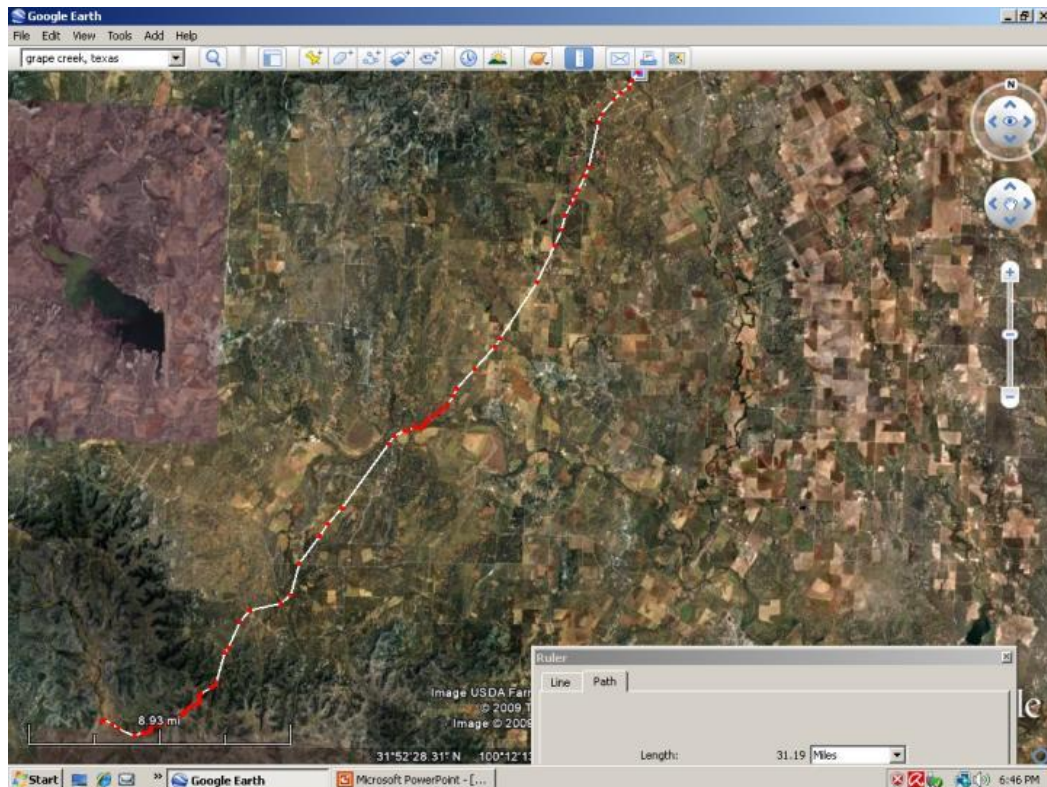 Google Earth
File Edit View Tools Add Help
grape creek, texas
N
Ruler
Line Path
Image USDA Farm
© 2009
Image © 2009
8.93 mi
31°52'28.31" N 100°12'13
Length: 31.19 Miles
Start » Google Earth Microsoft PowerPoint - [... 6:46 PM